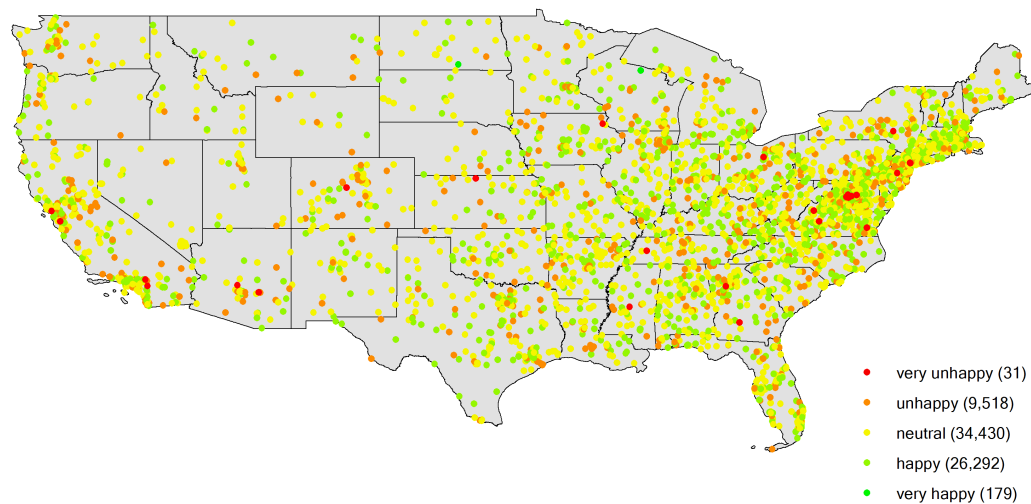 very unhappy (31)
unhappy (9,518)
neutral (34,430)
happy (26,292)
very happy (179)